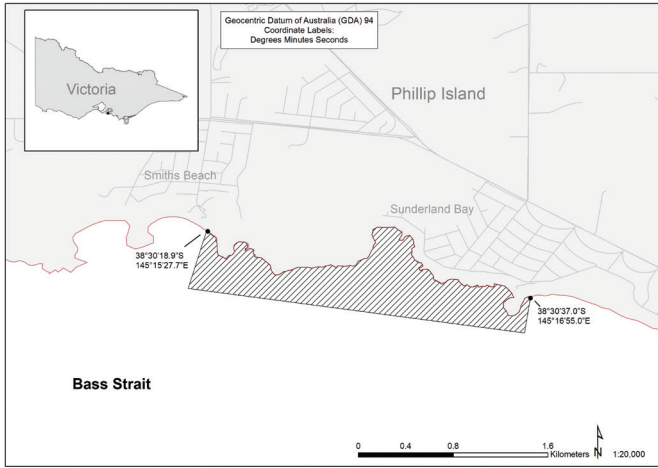 Geocentric Datum of Australia (GDA) 94
Coordinate Labels:
Degrees Minutes Seconds
Victoria
Phillip Island
Smiths Beach
Sunderland Bay
38°30'18.9"S
145°15'27.7"E
38°30'37.0"S
145°16'55.0"E
Bass Strait
0 0.4 0.8 1.6
Kilometers
N
1:20,000